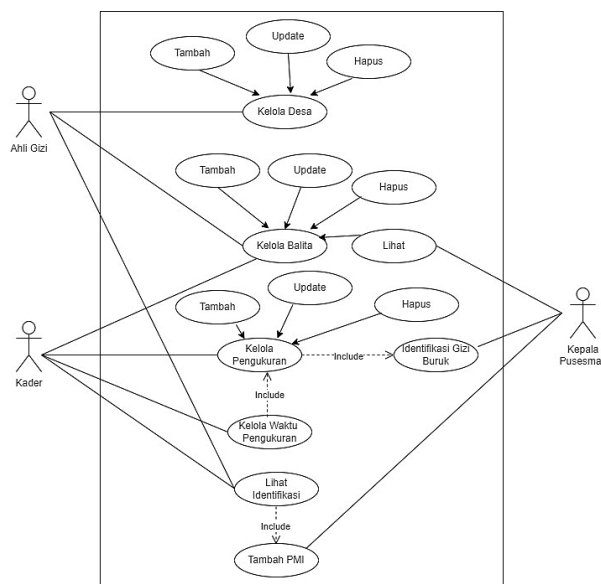 Update
Tambah
Hapus
Kelola Desa
Ahli Gizi
Tambah
Update
Hapus
Kelola Balita
Lihat
Tambah
Update
Hapus
Kelola
Pengukuran
Include
Identifikasi Gizi
Buruk
Kader
Kepala
Pusesma
Include
Kelola Waktu
Pengukuran
Lihat
Identifikasi
Include
Tambah PMI